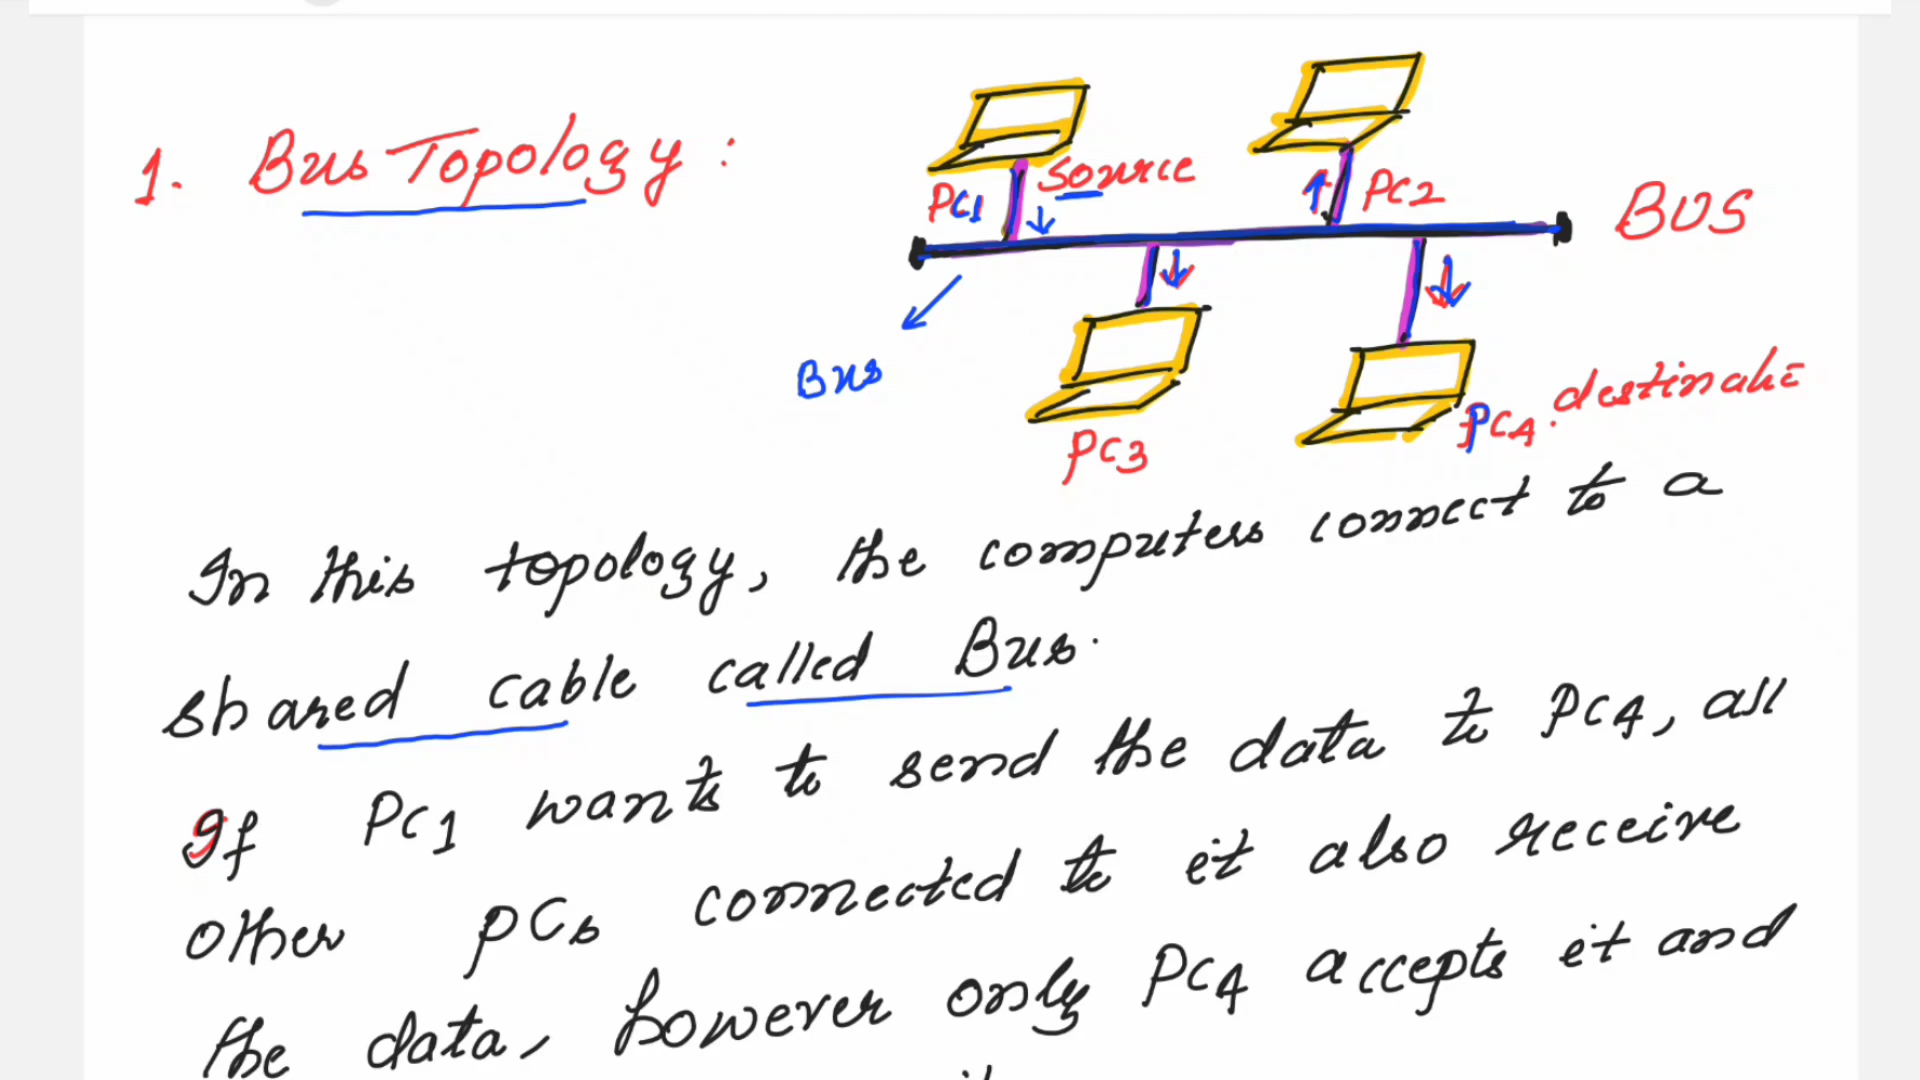 1. Bus Topology :
PC1 Source
PC2
BUS
Bus
PC3
PC4. destinati
In this topology, the computers connect to a
shared cable called Bus.
If PC1 wants to send the data to PC4, all
other PCs connected to it also receive
the data, however only PC4 accepts it and